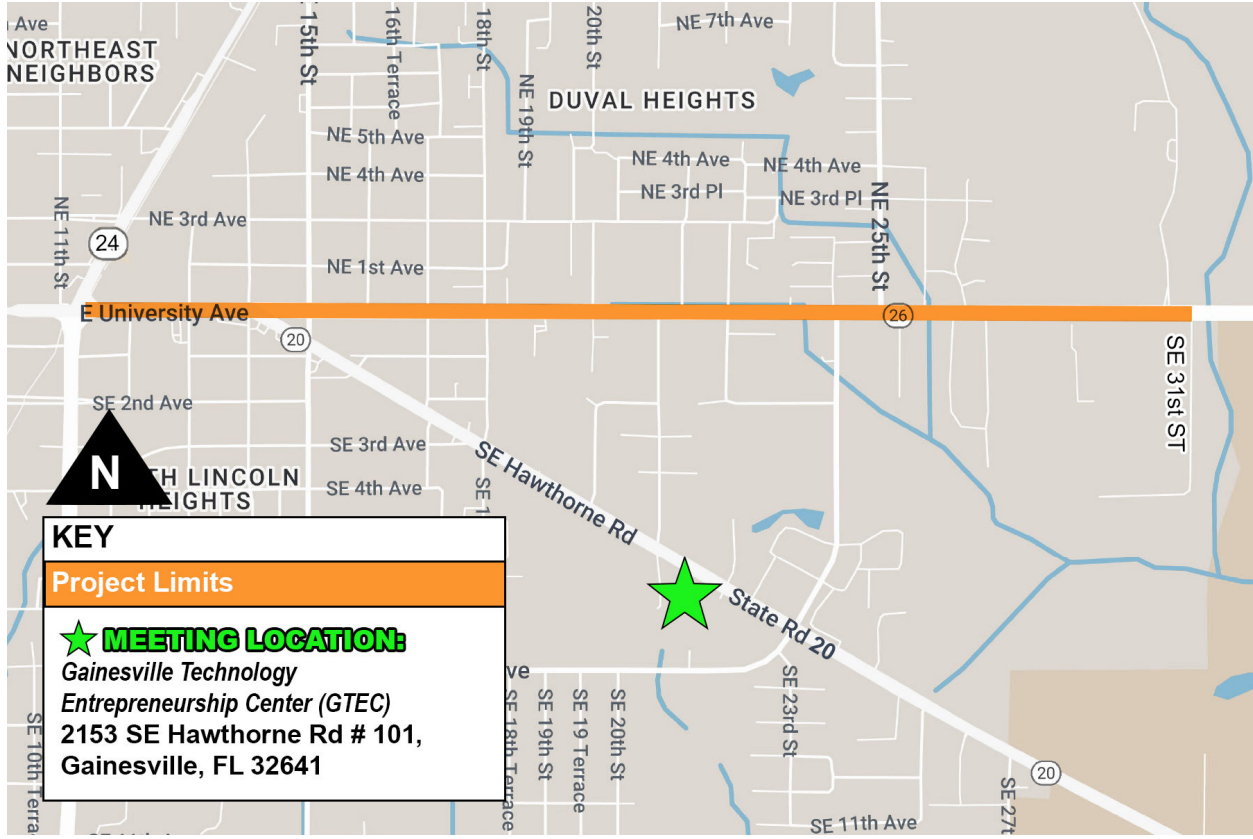 Ave
NORTHEAST
NEIGHBORS
15th St
16th Terrace
18th St
20th St
NE 7th Ave
DUVAL HEIGHTS
NE 19th St
NE 5th Ave
NE 4th Ave
NE 4th Ave
NE 4th Ave
NE 3rd Pl
NE 3rd Pl
NE 25th St
NE 11th St
NE 3rd Ave
24
NE 1st Ave
E University Ave
26
20
SE 31st ST
SE 2nd Ave
SE 3rd Ave
SE Hawthorne Rd
N
TH LINCOLN
HEIGHTS
SE 4th Ave
SE 1
State Rd 20
KEY
Project Limits
MEETING LOCATION:
Gainesville Technology
Entrepreneurship Center (GTEC)
2153 SE Hawthorne Rd # 101,
Gainesville, FL 32641
ve
SE 18th Terrace
SE 19th St
SE 19 Terrace
SE 20th St
SE 23rd St
20
SE 27t
SE 10th Terra
SE 11th Ave